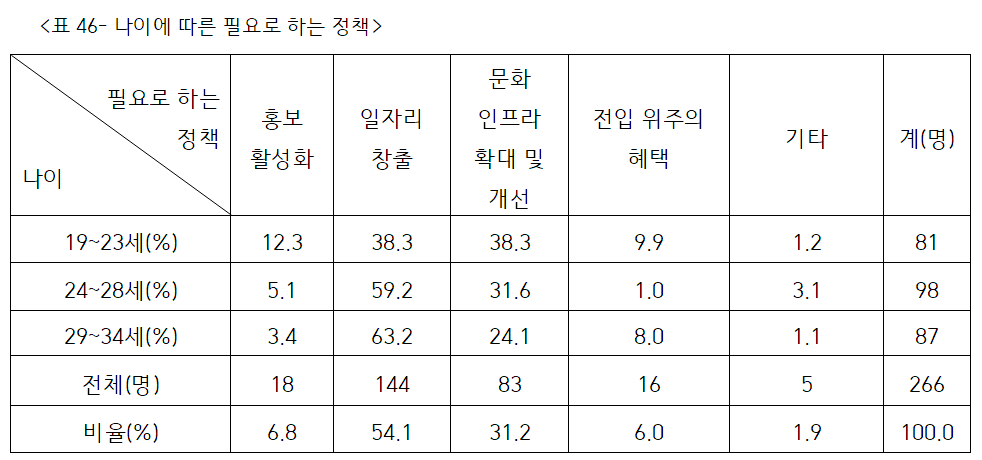 <표 46- 나이에 따른 필요로 하는 정책>
필요로 하는
정책
나이
홍보
활성화
일자리
창출
문화
인프라
확대 및
개선
전입 위주의
혜택
기타
계(명)
19~23세(%) 12.3 38.3 38.3 9.9 1.2 81
24~28세(%) 5.1 59.2 31.6 1.0 3.1 98
29~34세(%) 3.4 63.2 24.1 8.0 1.1 87
전체(명) 18 144 83 16 5 266
비율(%) 6.8 54.1 31.2 6.0 1.9 100.0